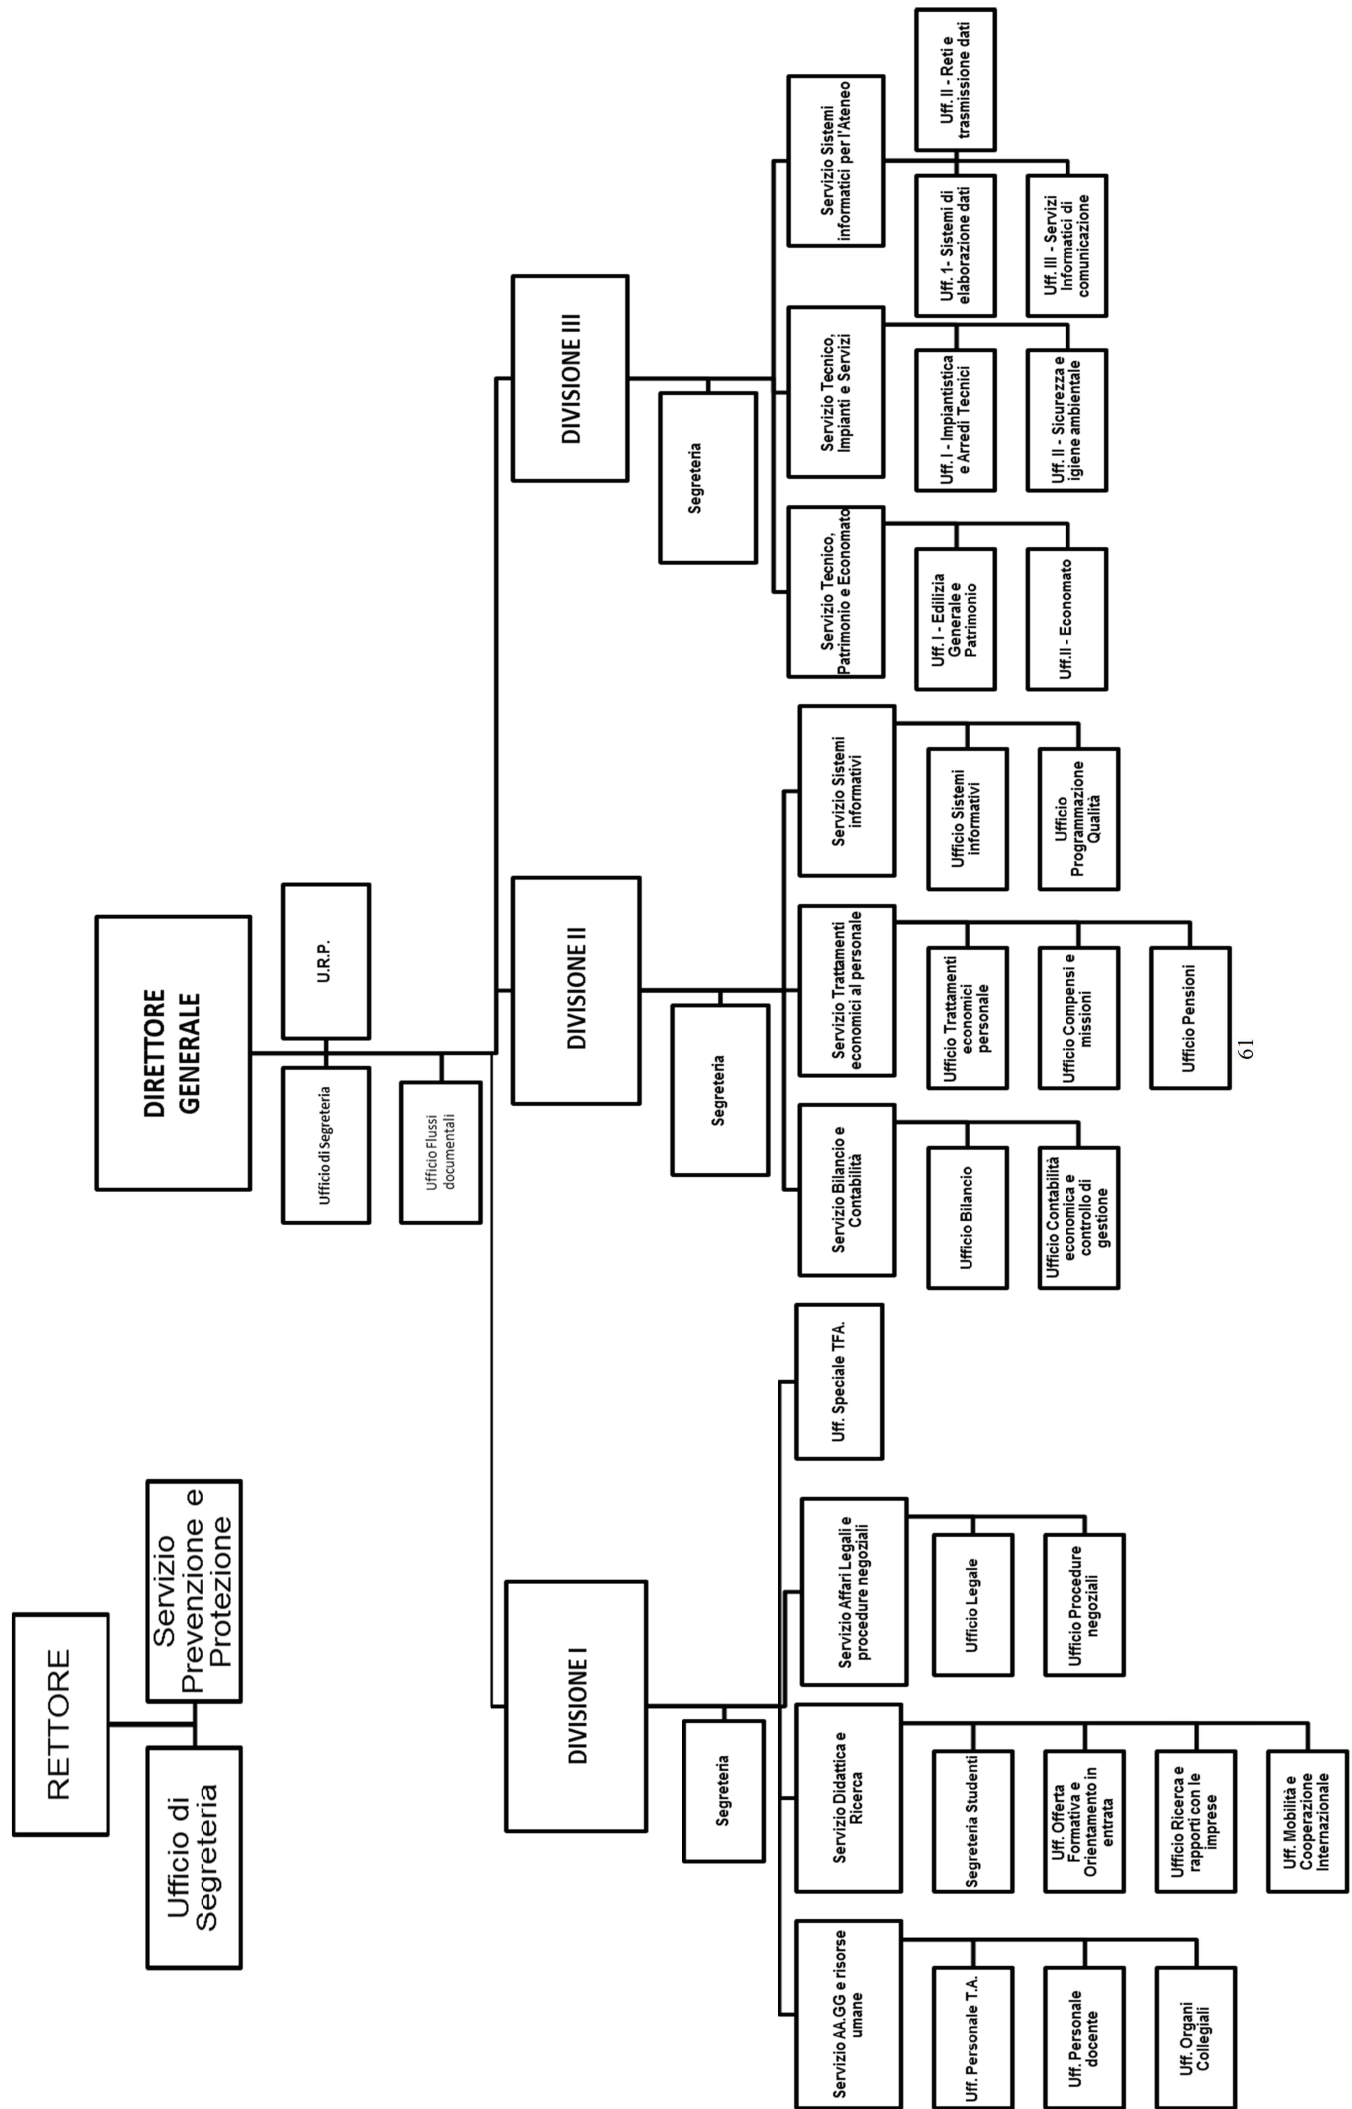 RETTORE
Ufficio di
Segreteria
Servizio
Prevenzione e
Protezione
DIRETTORE
GENERALE
Ufficio di Segreteria
U.R.P.
Ufficio Flussi
documentali
DIVISIONE I
Segreteria
Servizio AA.GG e risorse
umane
Uff. Personale T.A.
Uff. Personale
docente
Uff. Organi
Collegiali
Servizio Didattica e
Ricerca
Segreteria Studenti
Uff. Offerta
Formativa e
Orientamento in
entrata
Ufficio Ricerca e
rapporti con le
imprese
Uff. Mobilità e
Cooperazione
Internazionale
Servizio Affari Legali e
procedure negoziali
Ufficio Legale
Ufficio Procedure
negoziali
Uff. Speciale TFA.
DIVISIONE II
Segreteria
Servizio Bilancio e
Contabilità
Ufficio Bilancio
Ufficio Contabilità
economica e
controllo di
gestione
Servizio Trattamenti
economici al personale
Ufficio Trattamenti
economici
personale
Ufficio Compensi e
missioni
Ufficio Pensioni
Servizio Sistemi
informativi
Ufficio Sistemi
informativi
Ufficio
Programmazione
Qualità
DIVISIONE III
Segreteria
Servizio Tecnico,
Patrimonio e Economato
Uff. I - Edilizia
Generale e
Patrimonio
Uff.II - Economato
Servizio Tecnico,
Impianti e Servizi
Uff. I - Impiantistica
e Arredi Tecnici
Uff. II - Sicurezza e
igiene ambientale
Servizio Sistemi
informatici per l'Ateneo
Uff. 1- Sistemi di
elaborazione dati
Uff. II - Reti e
trasmissione dati
Uff. III - Servizi
Informatici di
comunicazione
61